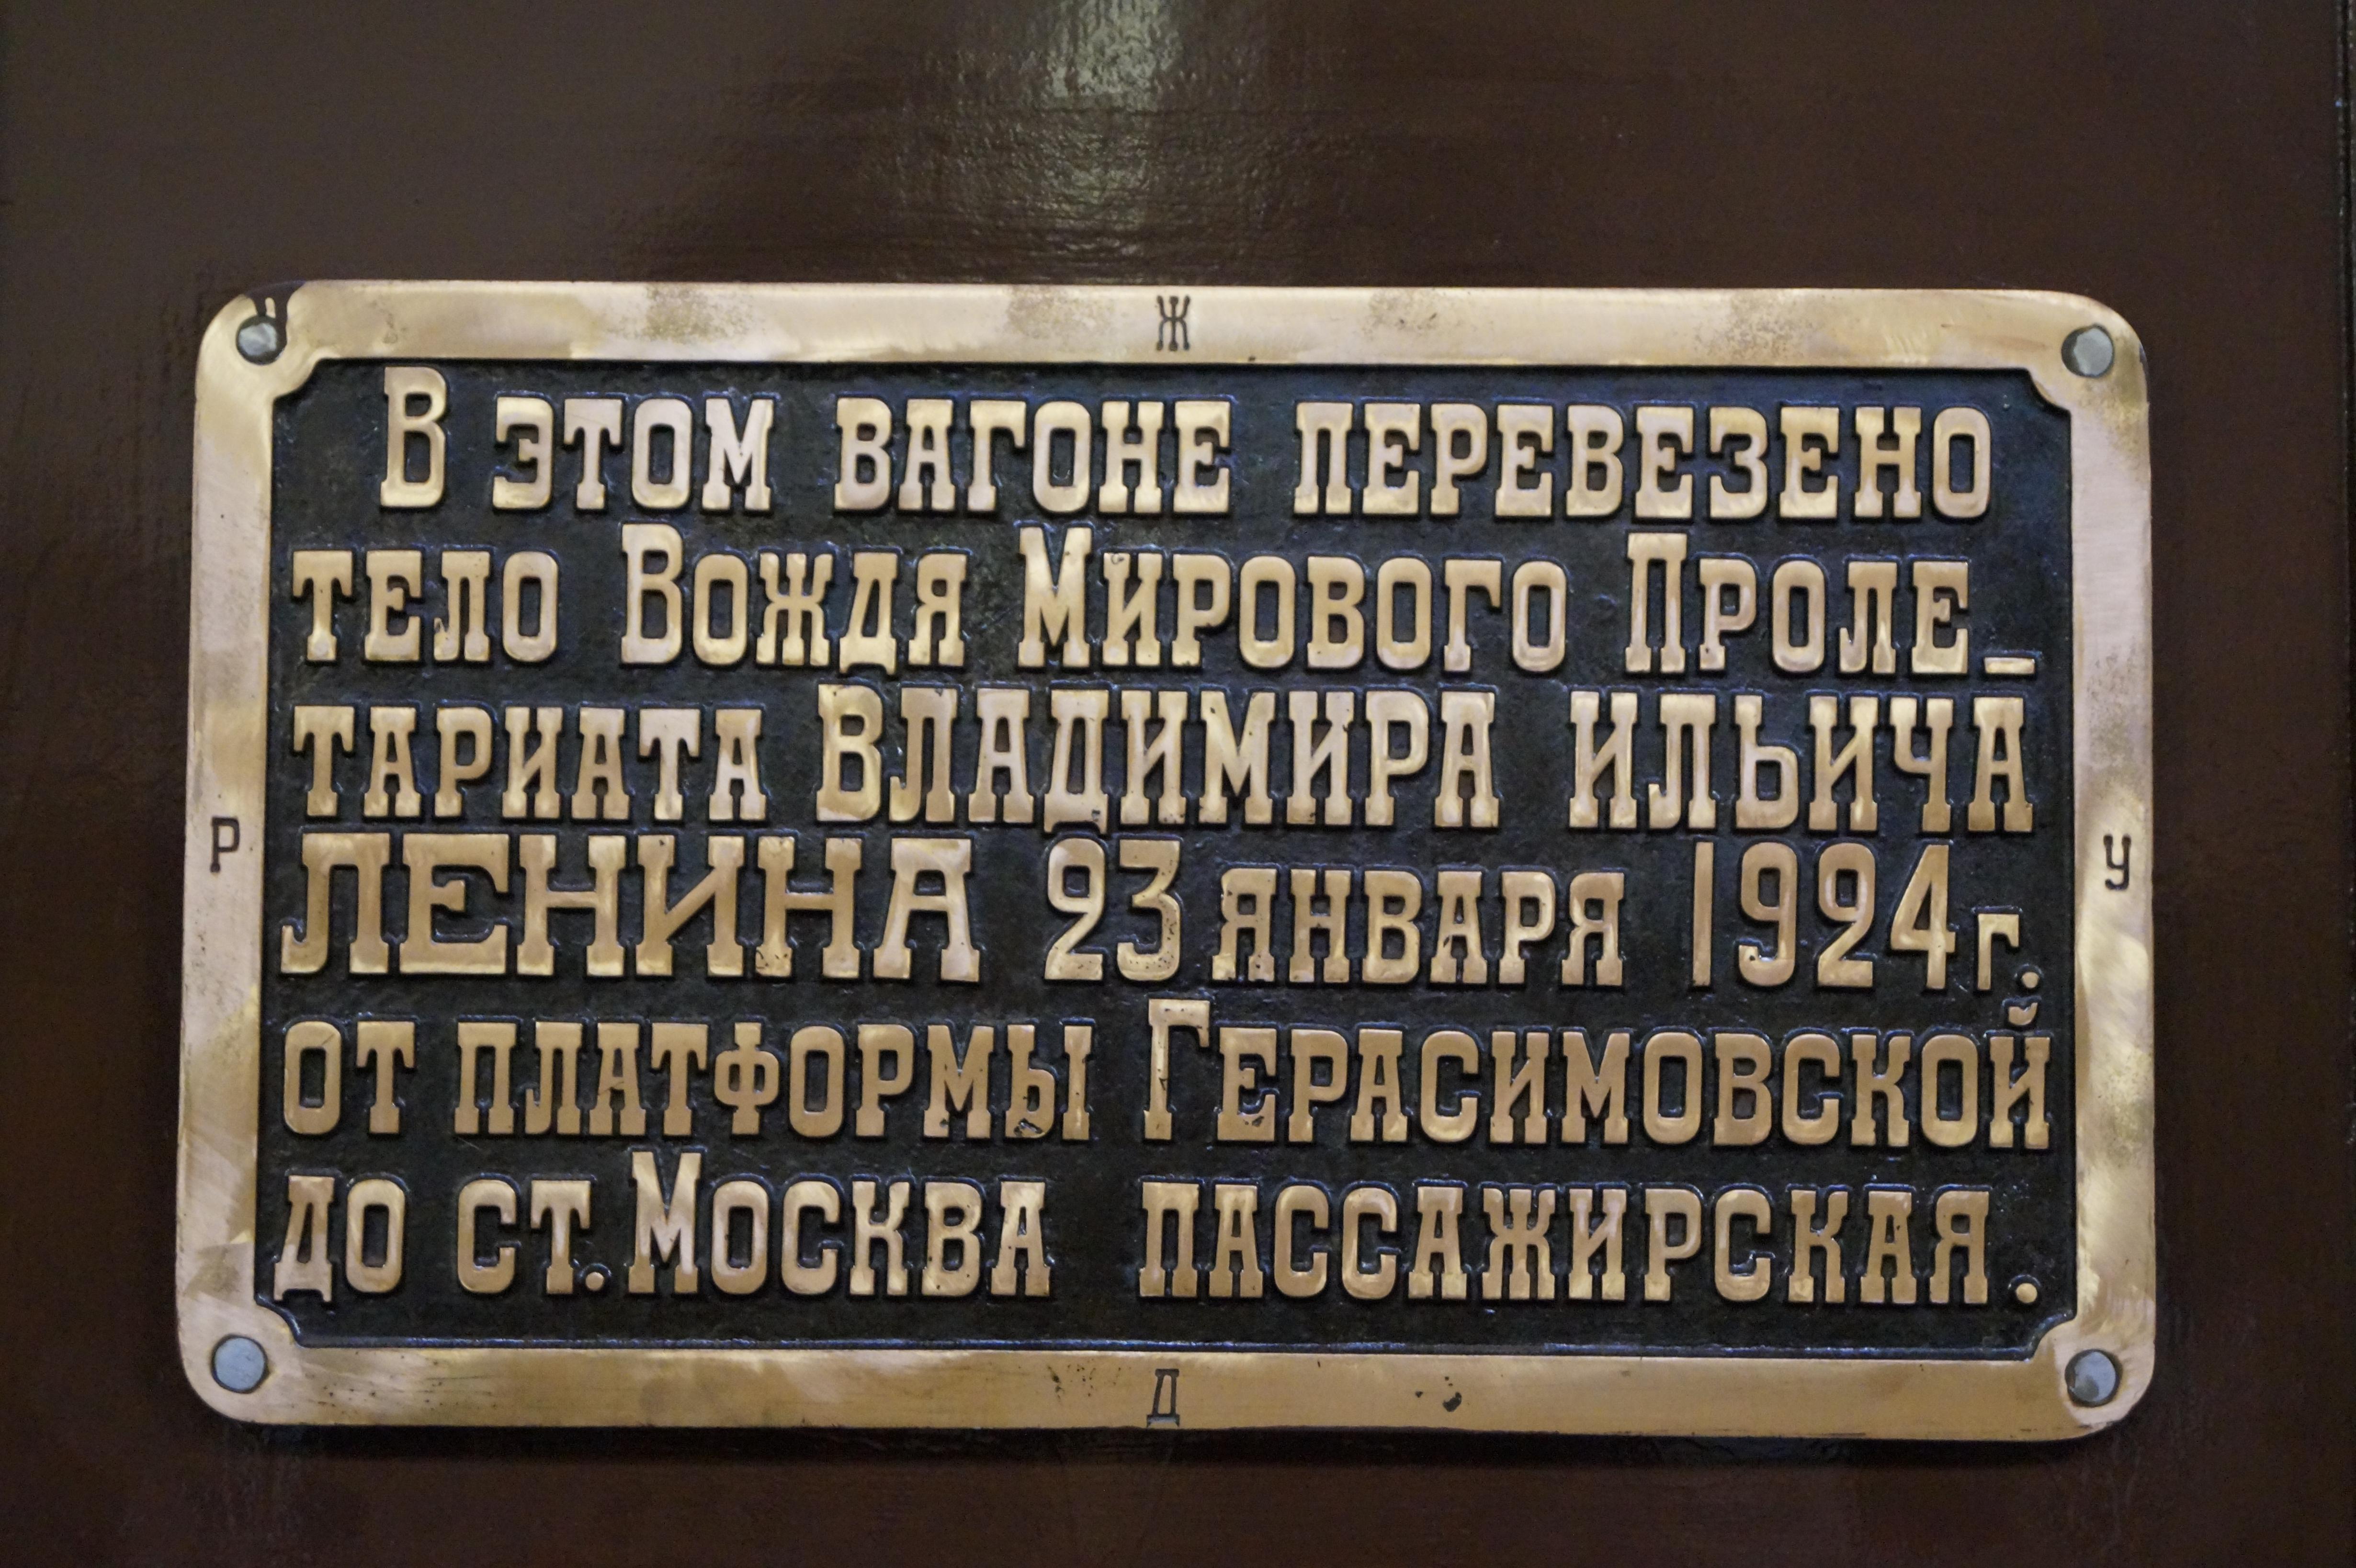 Ж
В ЭТОМ ВАГОНЕ ПЕРЕВЕЗЕНО
ТЕЛО ВОЖДЯ МИРОВОГО ПРОЛЕ_
ТАРИАТА ВЛАДИМИРА ИЛЬИЧА
Р ЛЕНИНА 23 ЯНВАРЯ 1924г. У
ОТ ПЛАТФОРМЫ ГЕРАСИМОВСКОЙ
ДО СТ. МОСКВА ПАССАЖИРСКАЯ.
Д